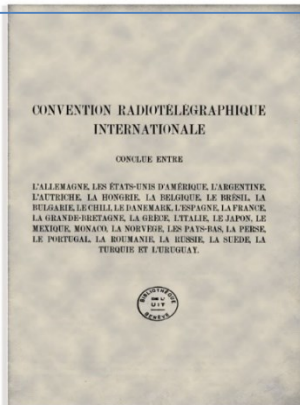 CONVENTION RADIOTÉLÉGRAPHIQUE
INTERNATIONALE
CONCLUE ENTRE
L'ALLEMAGNE, LES ÉTATS-UNIS D'AMÉRIQUE, L'ARGENTINE,
L'AUTRICHE, LA HONGRIE, LA BELGIQUE, LE BRÉSIL, LA
BULGARIE, LE CHILI, LE DANEMARK, L'ESPAGNE, LA FRANCE,
LA GRANDE-BRETAGNE, LA GRÈCE, L'ITALIE, LE JAPON, LE
MEXIQUE, MONACO, LA NORVÈGE, LES PAYS-BAS, LA PERSE,
LE PORTUGAL, LA ROUMANIE, LA RUSSIE, LA SUÈDE, LA
TURQUIE ET L'URUGUAY.
BIBLIOTHÈQUE
DE L'
U I T
GENÈVE